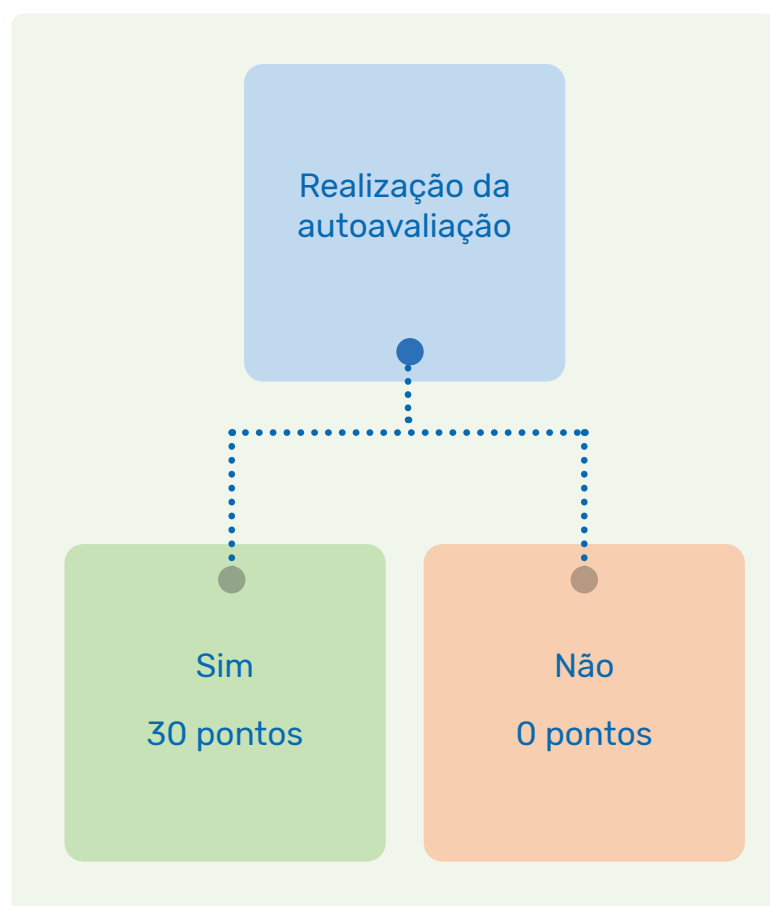 Realização da
autoavaliação
Sim
30 pontos
Não
0 pontos